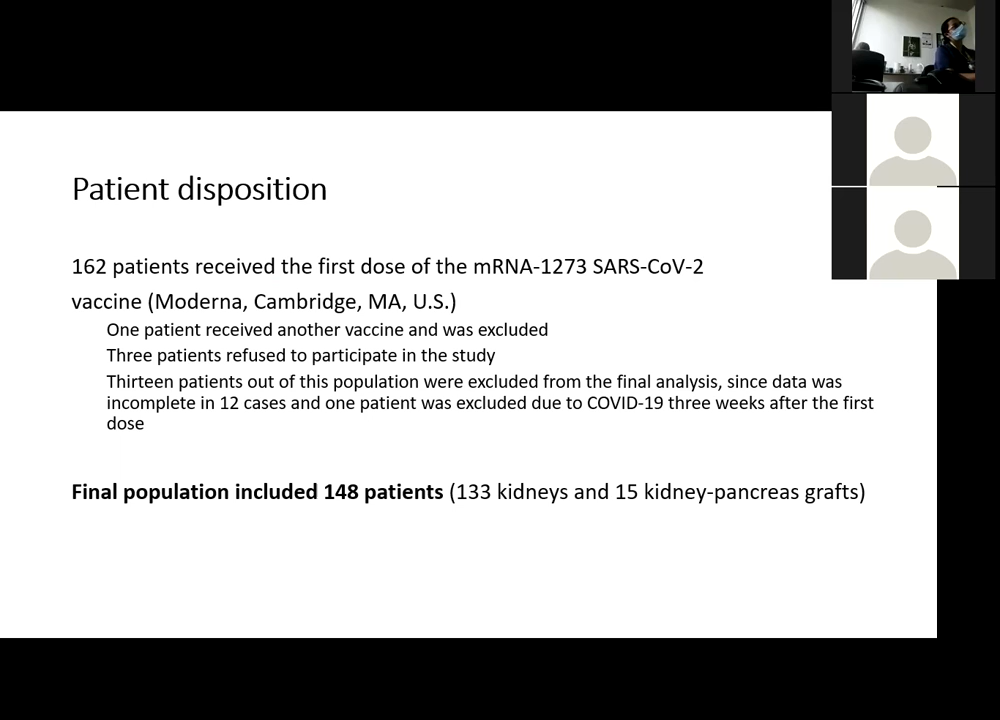 Patient disposition
162 patients received the first dose of the mRNA-1273 SARS-CoV-2
vaccine (Moderna, Cambridge, MA, U.S.)
One patient received another vaccine and was excluded
Three patients refused to participate in the study
Thirteen patients out of this population were excluded from the final analysis, since data was
incomplete in 12 cases and one patient was excluded due to COVID-19 three weeks after the first
dose
Final population included 148 patients (133 kidneys and 15 kidney-pancreas grafts)